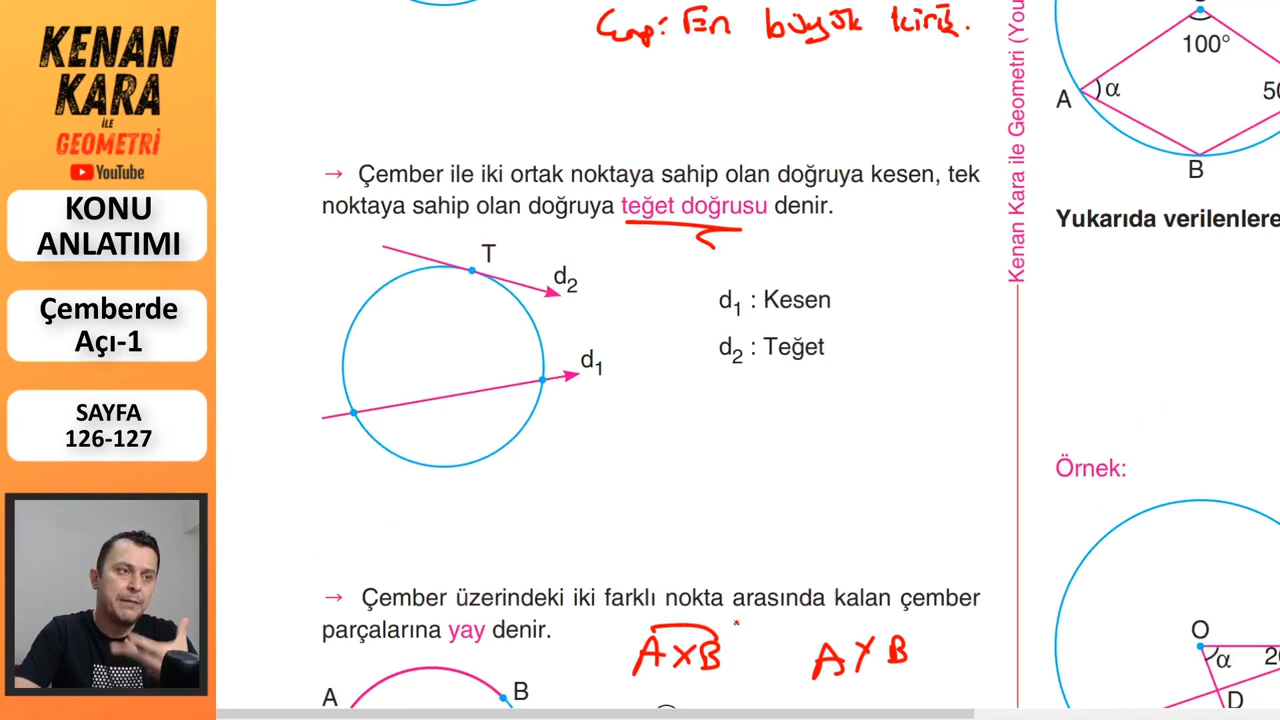 KENAN
KARA
İLE
GEOMETRİ
YouTube
KONU
ANLATIMI
Çemberde
Açı-1
SAYFA
126-127
Çap: En büyük kiriş.
→ Çember ile iki ortak noktaya sahip olan doğruya kesen, tek
noktaya sahip olan doğruya teğet doğrusu denir.
T
d2
d1
d1 : Kesen
d2 : Teğet
→ Çember üzerindeki iki farklı nokta arasında kalan çember
parçalarına yay denir.
AXB
AYB
A
B
Kenan Kara ile Geometri (You
100°
A
α
50
B
Yukarıda verilenlere
Örnek:
O
α
20
D